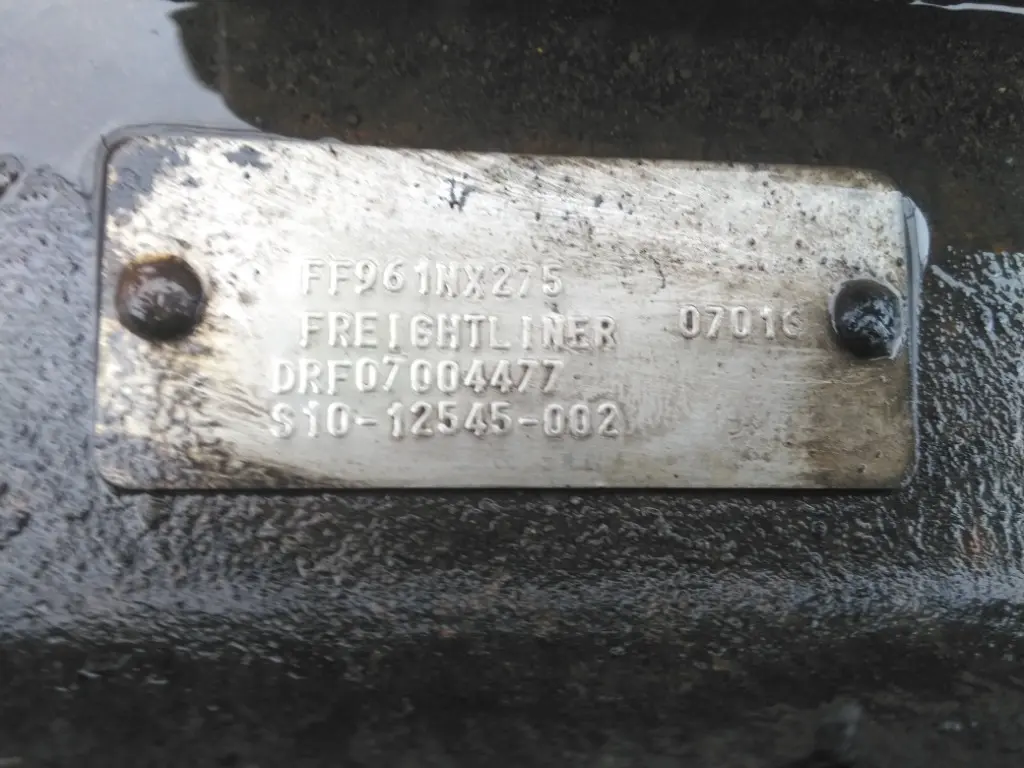 FF961NX275
FREIGHTLINER 07016
DRF07004477
S10-12545-002